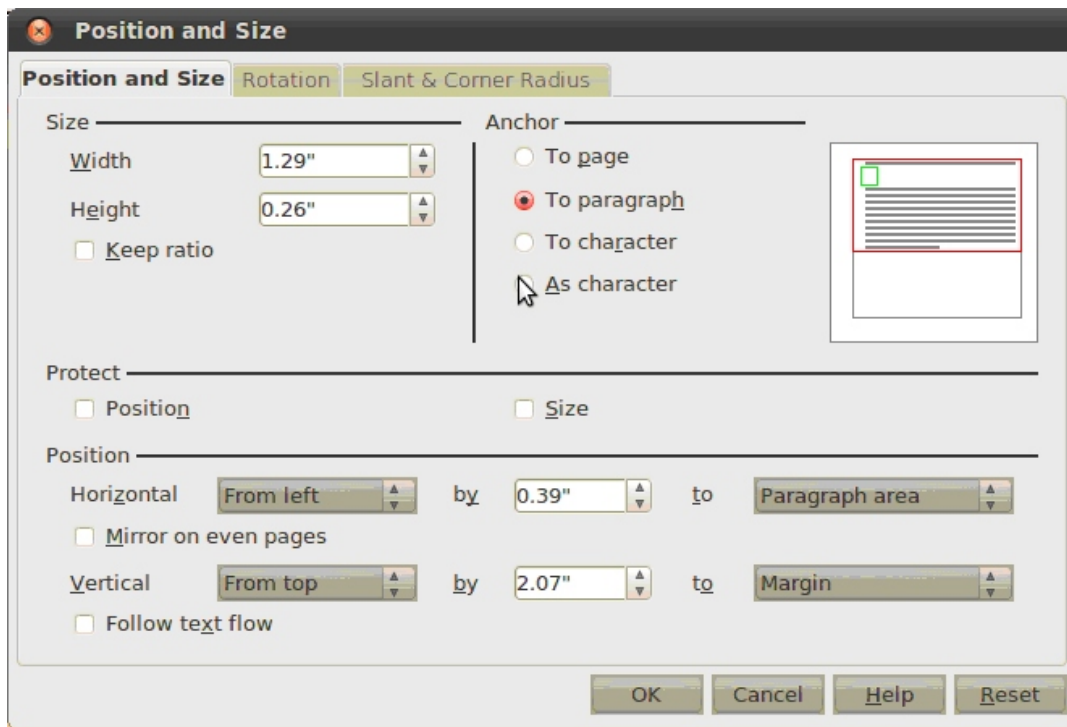 Position and Size
Position and Size Rotation Slant & Corner Radius
Size Anchor
Width 1.29" To page
Height 0.26" To paragraph
Keep ratio To character
As character
Protect
Position Size
Position
Horizontal From left by 0.39" to Paragraph area
Mirror on even pages
Vertical From top by 2.07" to Margin
Follow text flow
OK Cancel Help Reset